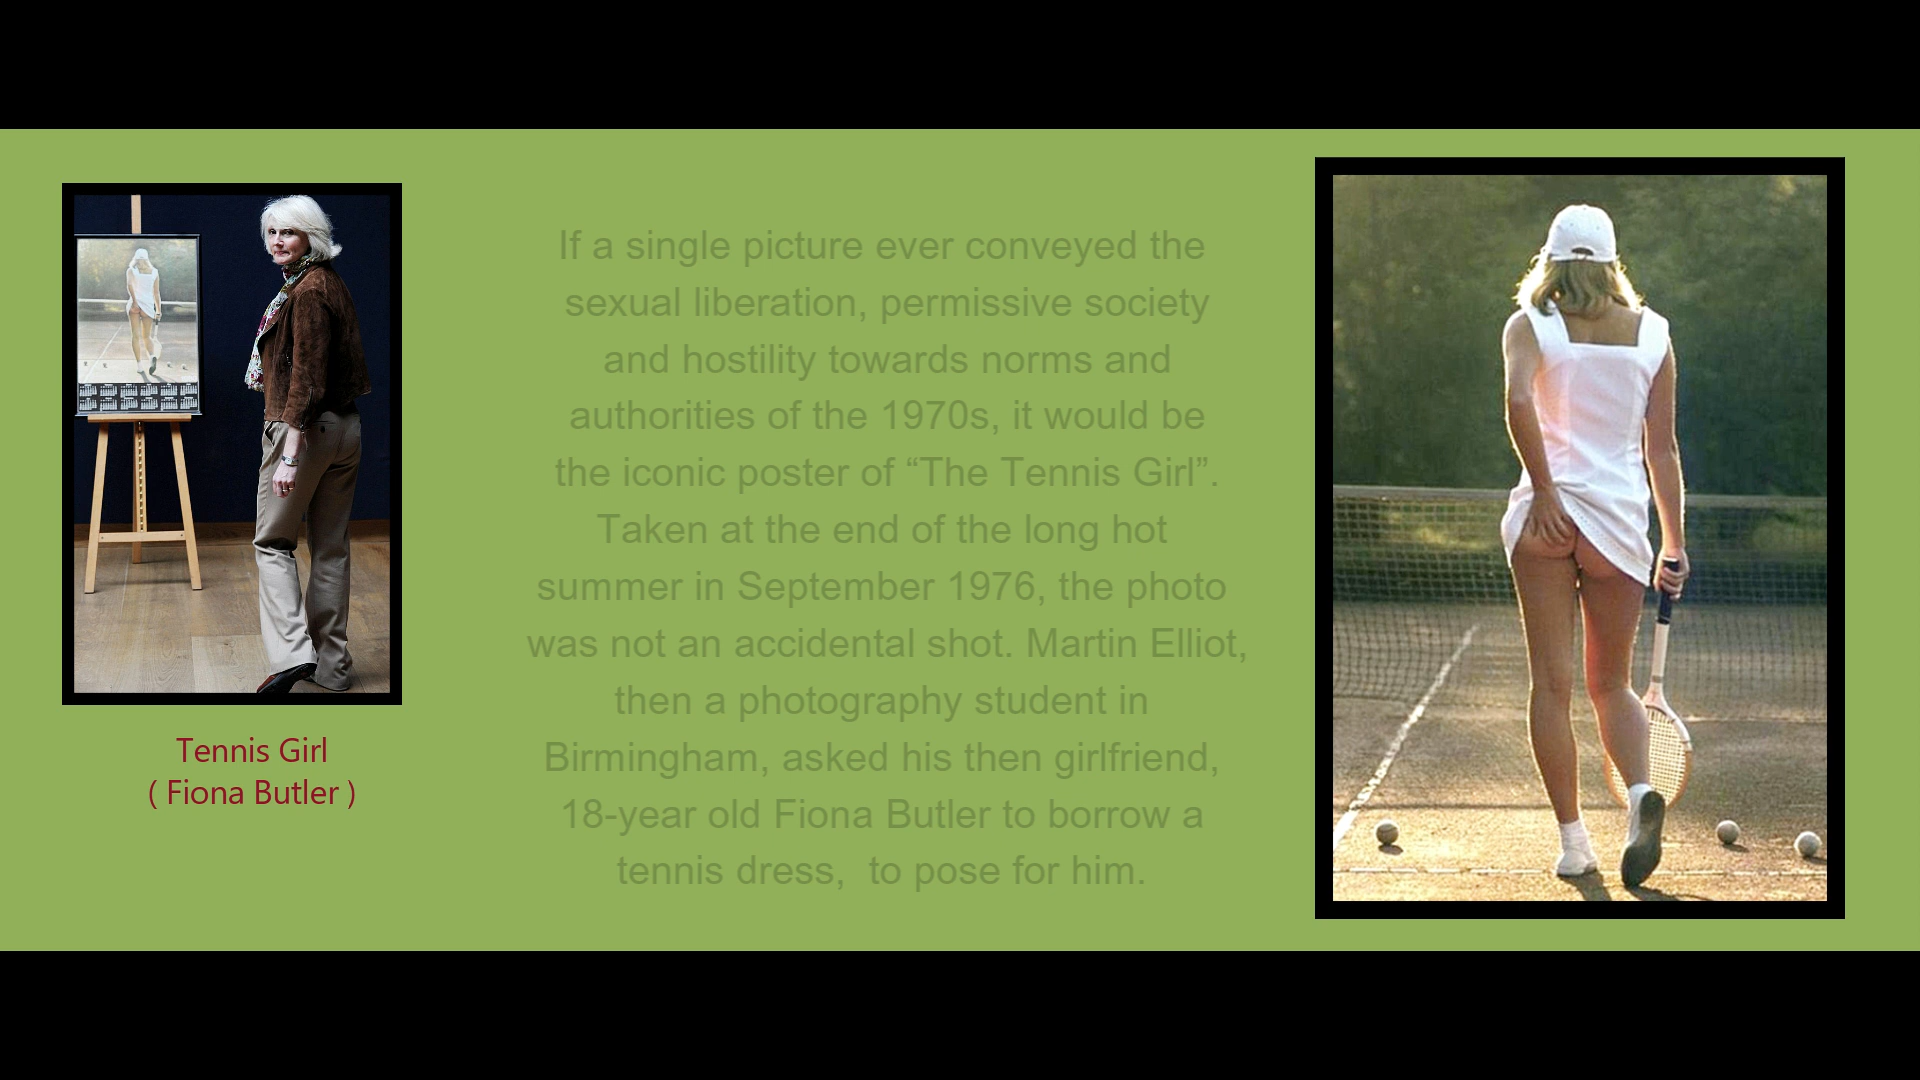 If a single picture ever conveyed the
sexual liberation, permissive society
and hostility towards norms and
authorities of the 1970s, it would be
the iconic poster of “The Tennis Girl”.
Taken at the end of the long hot
summer in September 1976, the photo
was not an accidental shot. Martin Elliot,
then a photography student in
Birmingham, asked his then girlfriend,
18-year old Fiona Butler to borrow a
tennis dress,  to pose for him.
Tennis Girl
( Fiona Butler )